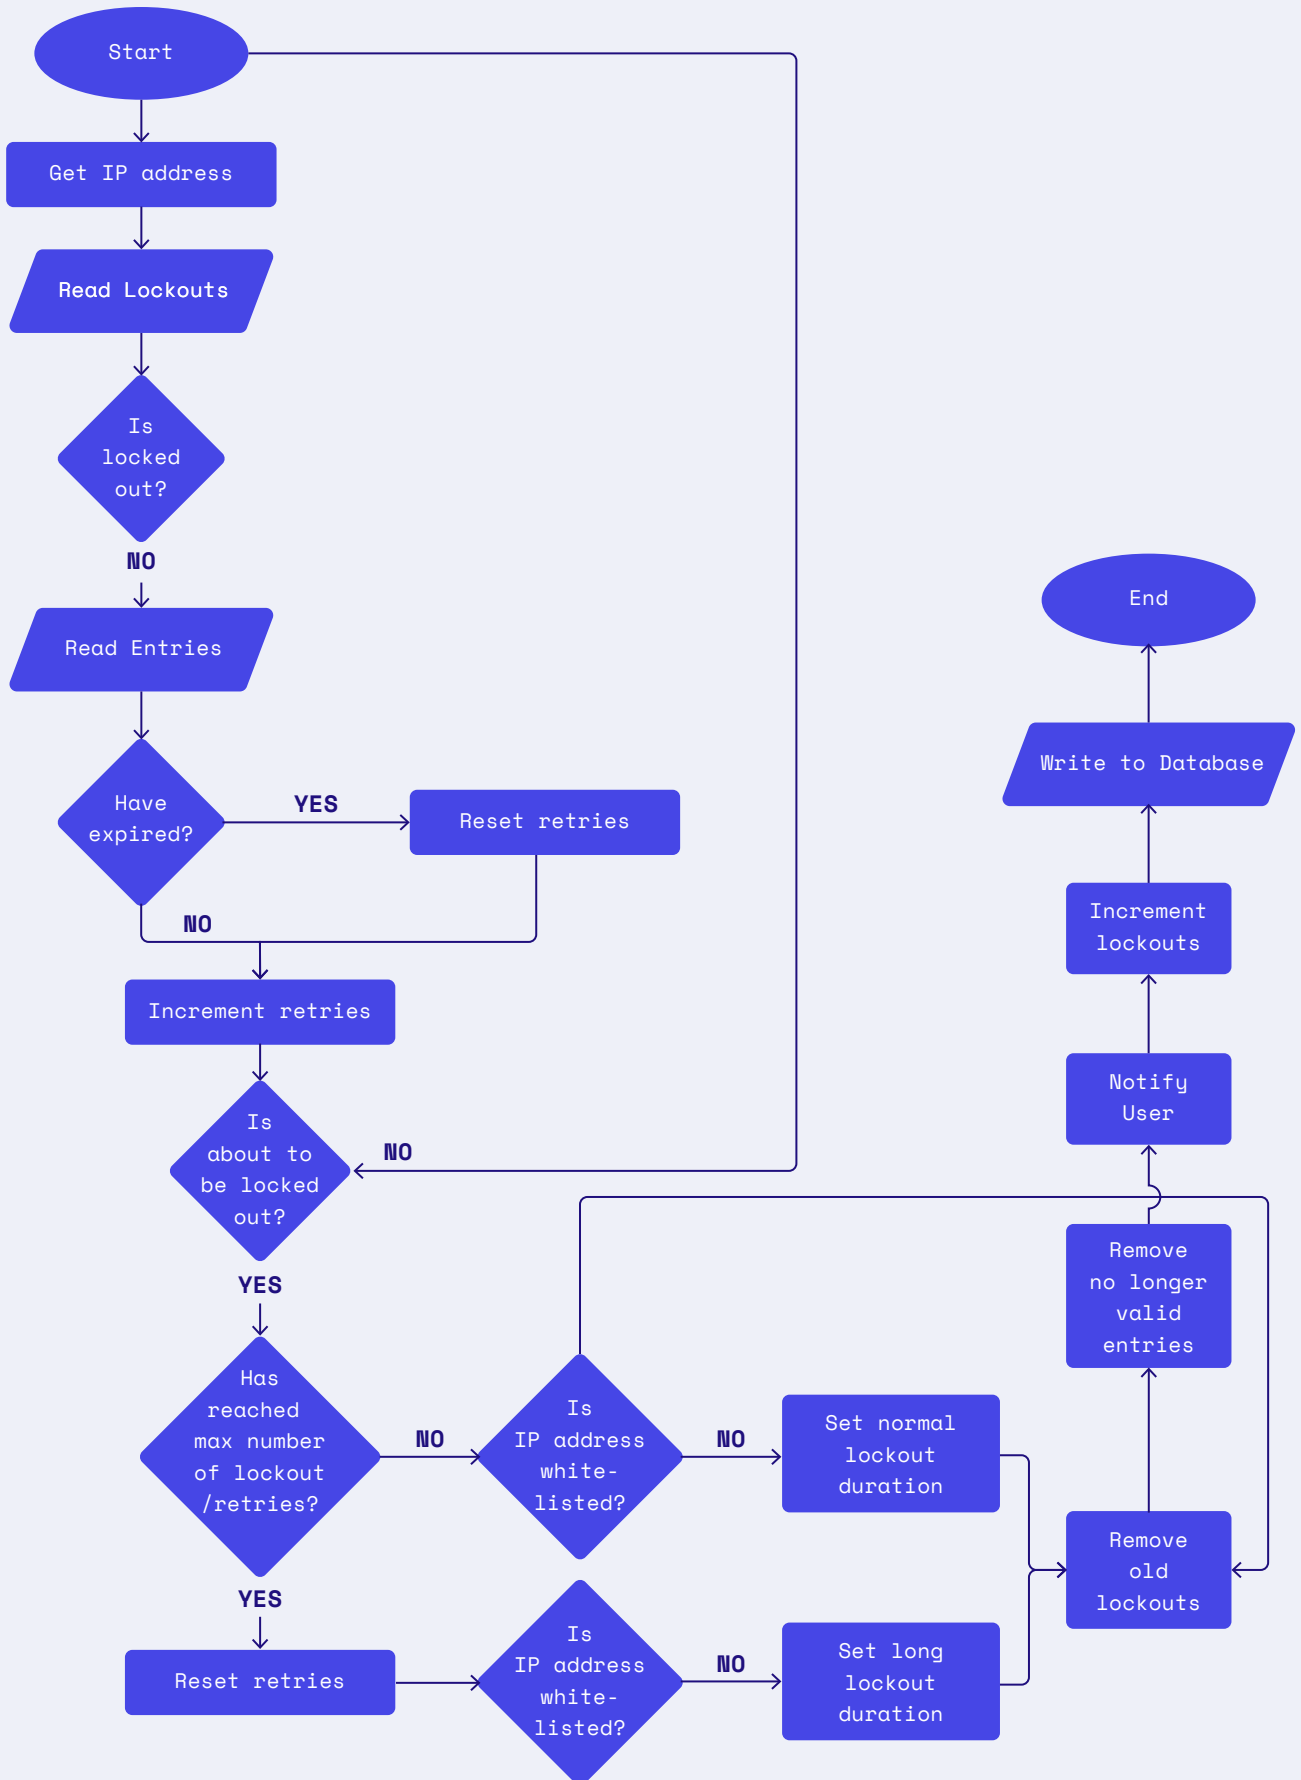 Start
Get IP address
Read Lockouts
Is
locked
out?
NO
Read Entries
Have
expired?
YES
Reset retries
NO
Increment retries
Is
about to
be locked
out?
NO
YES
Has
reached
max number
of lockout
/retries?
NO
Is
IP address
white-
listed?
NO
Set normal
lockout
duration
YES
Reset retries
Is
IP address
white-
listed?
NO
Set long
lockout
duration
Remove
old
lockouts
Remove
no longer
valid
entries
Notify
User
Increment
lockouts
Write to Database
End